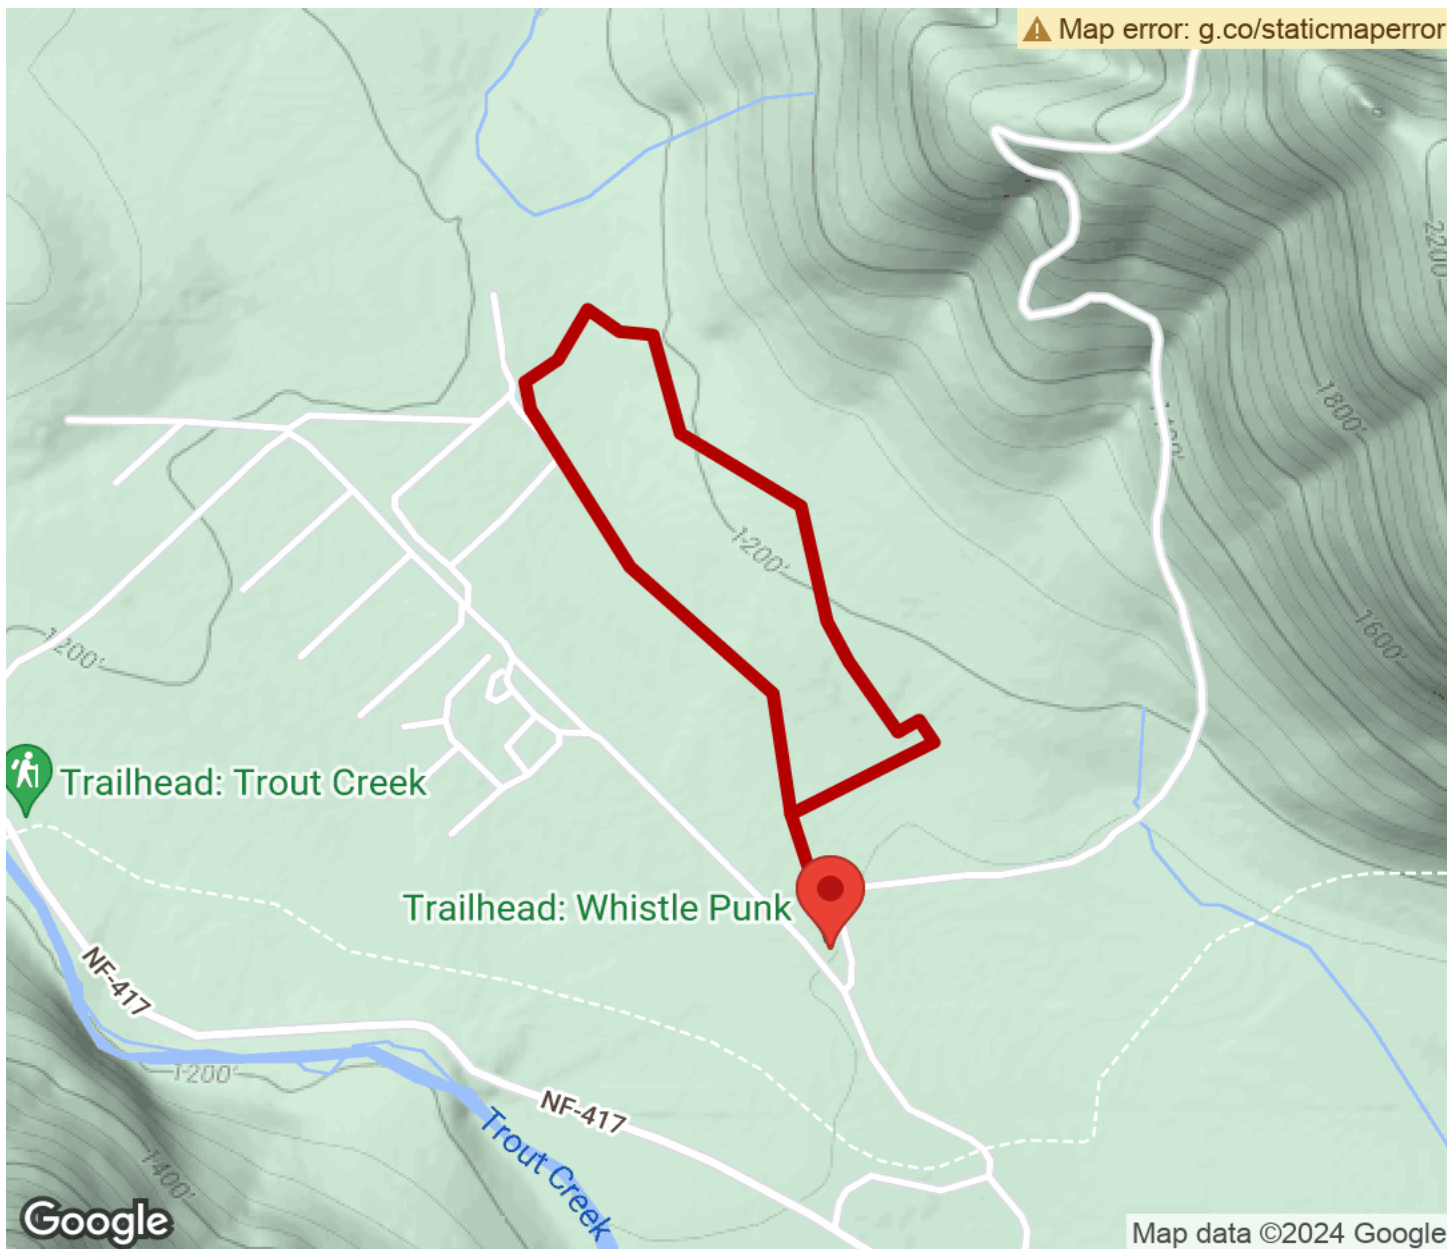 Map error: g.co/staticmaperror
2200'
1400'
1800'
1200'
1600'
1200'
Trailhead: Trout Creek
Trailhead: Whistle Punk
NF-417
1200'
NF-417
Trout Creek
1400'
Google
Map data ©2024 Google